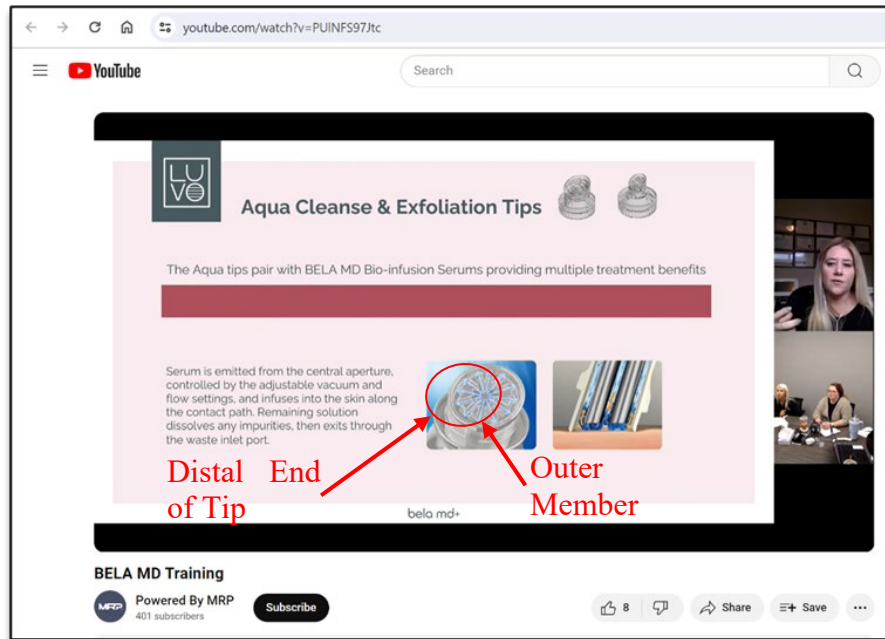 youtube.com/watch?v=PUlNFS97Jtc
YouTube
Search
LU
VO
Aqua Cleanse & Exfoliation Tips
The Aqua tips pair with BELA MD Bio-infusion Serums providing multiple treatment benefits
Serum is emitted from the central aperture,
controlled by the adjustable vacuum and
flow settings, and infuses into the skin along
the contact path. Remaining solution
dissolves any impurities, then exits through
the waste inlet port.
Distal End
of Tip
Outer
Member
bela md+
BELA MD Training
MRP
Powered By MRP
401 subscribers
Subscribe
8
Share
Save